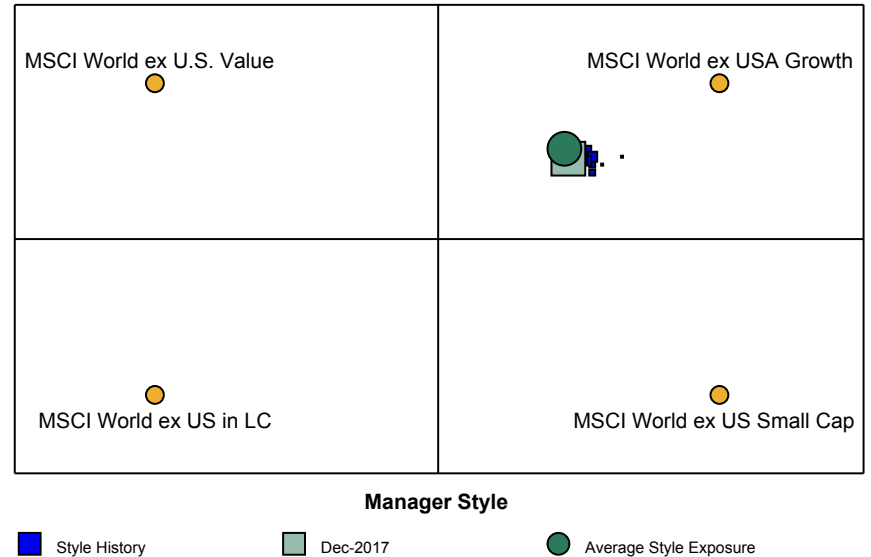 MSCI World ex U.S. Value
MSCI World ex USA Growth
MSCI World ex US in LC
MSCI World ex US Small Cap
Manager Style
Style History
Dec-2017
Average Style Exposure